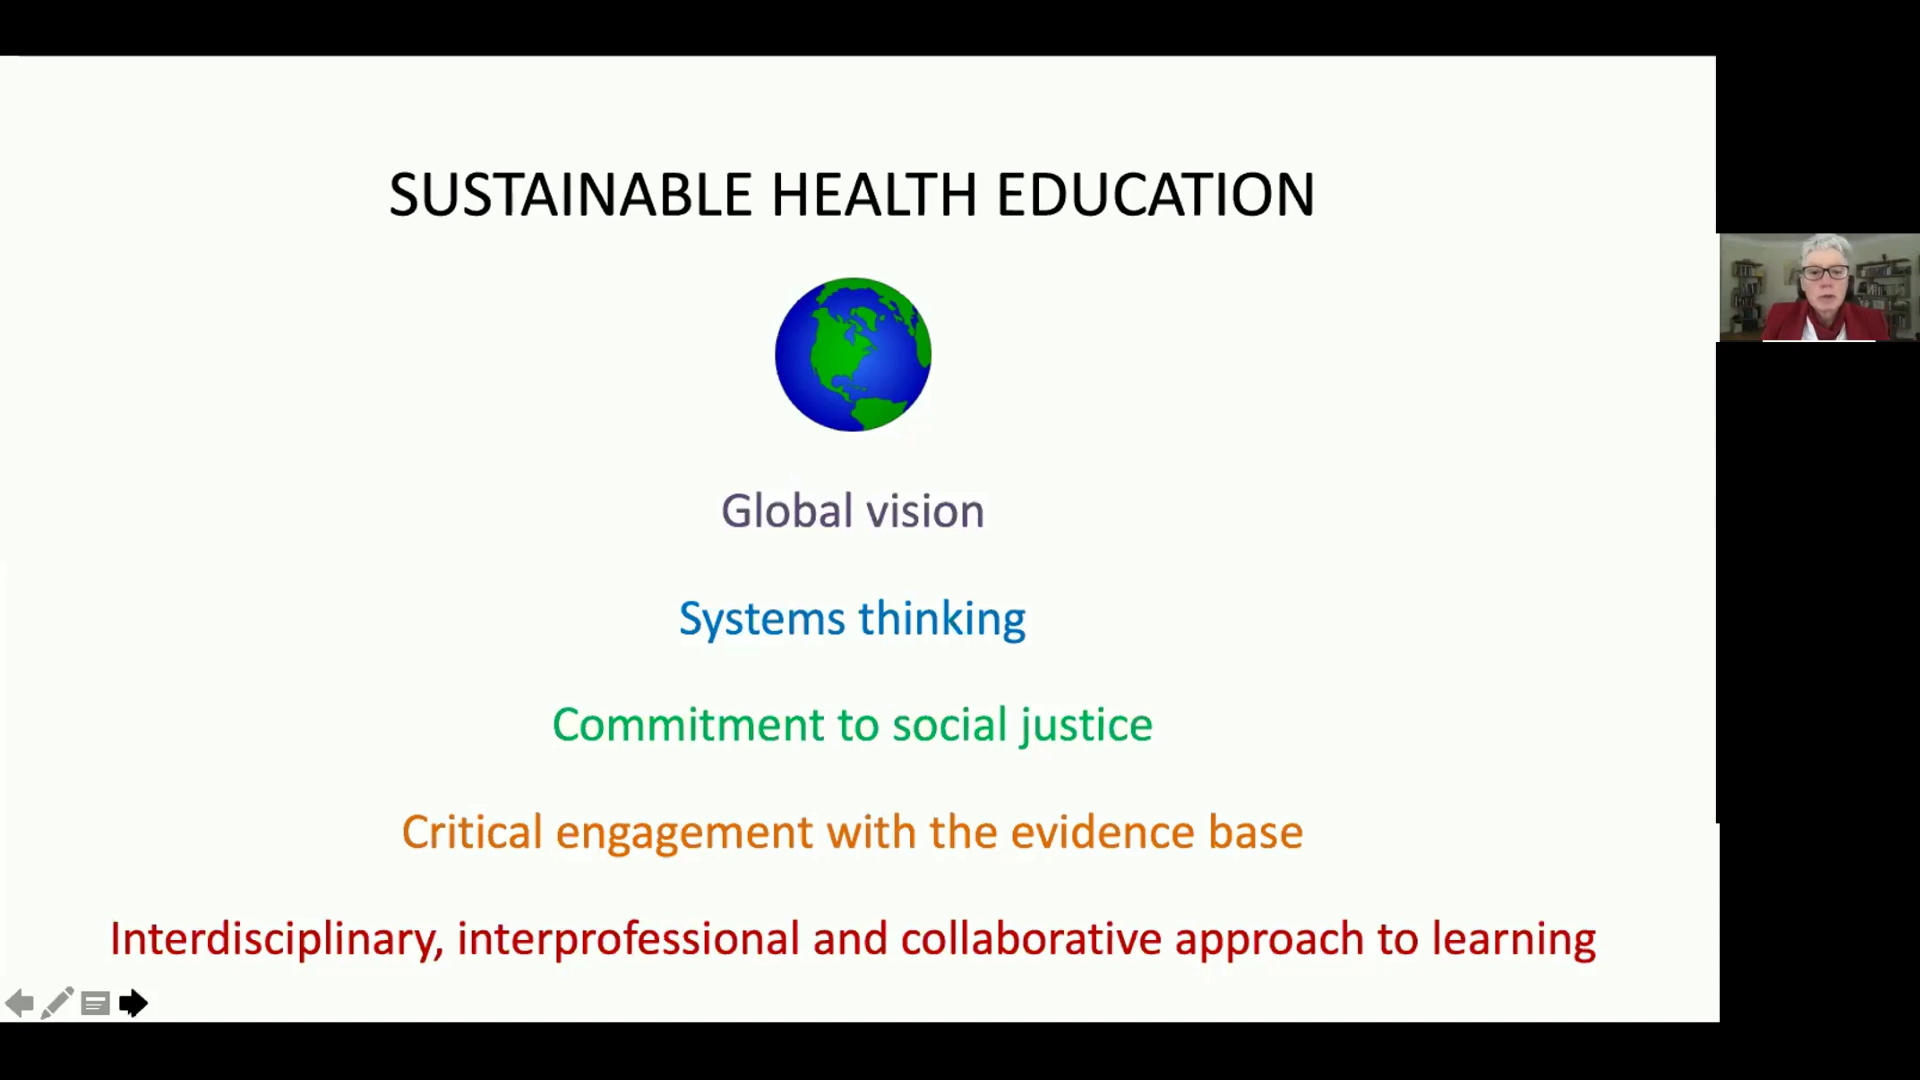 SUSTAINABLE HEALTH EDUCATION
Global vision
Systems thinking
Commitment to social justice
Critical engagement with the evidence base
Interdisciplinary, interprofessional and collaborative approach to learning